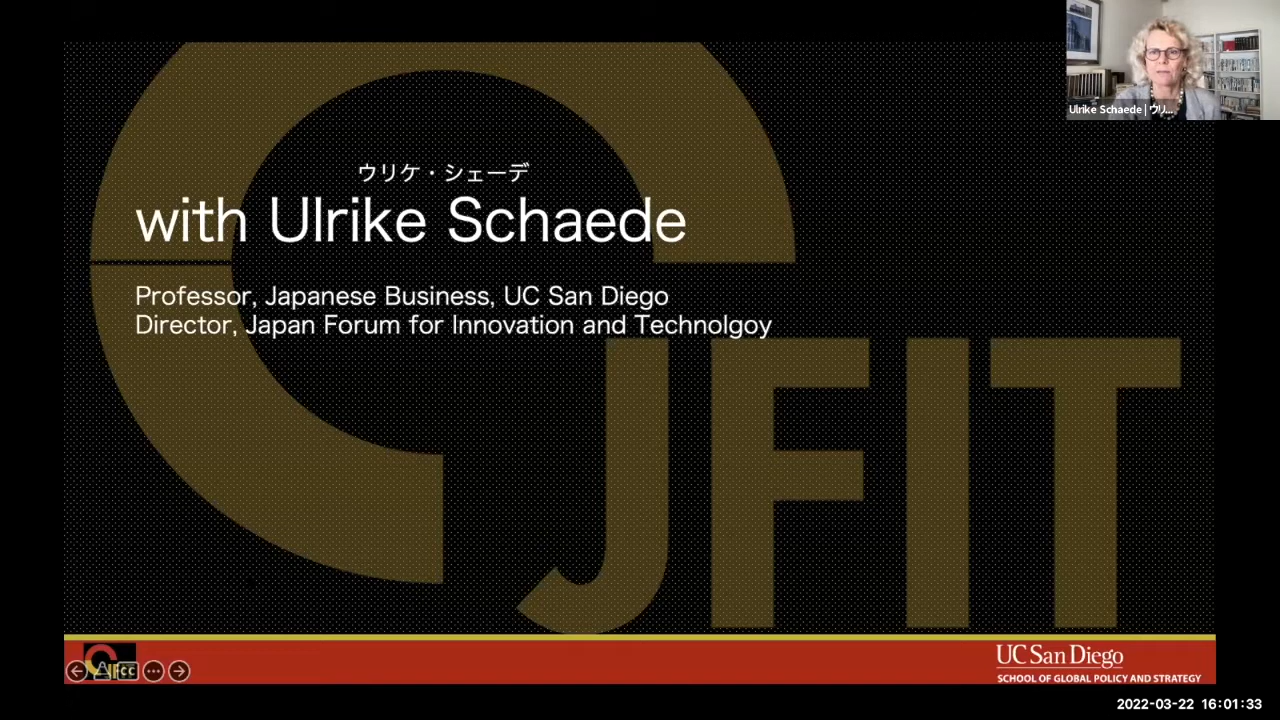 Ulrike Schaede | ウリ...
ウリケ・シェーデ
with Ulrike Schaede
Professor, Japanese Business, UC San Diego
Director, Japan Forum for Innovation and Technolgoy
JFIT
UC San Diego
SCHOOL OF GLOBAL POLICY AND STRATEGY
2022-03-22 16:01:33